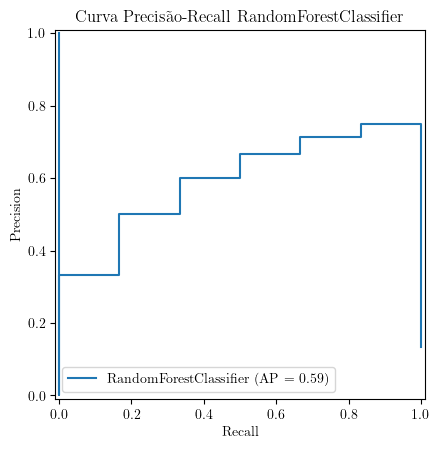 Curva Precisão-Recall RandomForestClassifier
1.0
0.8
0.6
0.4
0.2
0.0
Precision
RandomForestClassifier (AP = 0.59)
0.0 0.2 0.4 0.6 0.8 1.0
Recall